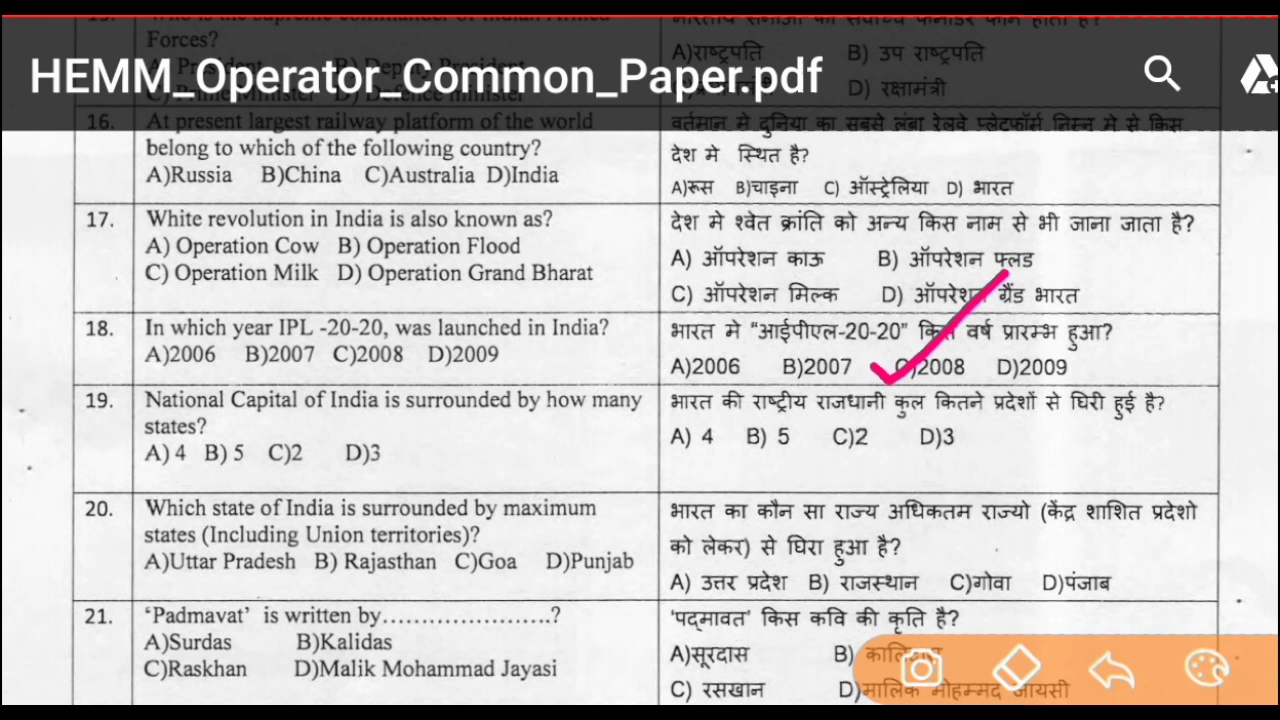 HEMM_Operator_Common_Paper.pdf
Forces?
A)राष्ट्रपति B) उप राष्ट्रपति
D) रक्षामंत्री
16. At present largest railway platform of the world
belong to which of the following country?
A)Russia B)China C)Australia D)India
वर्तमान मे दुनिया का सबसे लंबा रेलवे प्लेटफॉर्म निम्न मे से किस
देश मे स्थित है?
A)रूस B)चाइना C) ऑस्ट्रेलिया D) भारत
17. White revolution in India is also known as?
A) Operation Cow B) Operation Flood
C) Operation Milk D) Operation Grand Bharat
देश मे श्वेत क्रांति को अन्य किस नाम से भी जाना जाता है?
A) ऑपरेशन काऊ B) ऑपरेशन फ्लड
C) ऑपरेशन मिल्क D) ऑपरेशन ग्रैंड भारत
18. In which year IPL -20-20, was launched in India?
A)2006 B)2007 C)2008 D)2009
भारत मे “आईपीएल-20-20” किस वर्ष प्रारम्भ हुआ?
A)2006 B)2007 C)2008 D)2009
19. National Capital of India is surrounded by how many
states?
A) 4 B) 5 C)2 D)3
भारत की राष्ट्रीय राजधानी कुल कितने प्रदेशों से घिरी हुई है?
A) 4 B) 5 C)2 D)3
20. Which state of India is surrounded by maximum
states (Including Union territories)?
A)Uttar Pradesh B) Rajasthan C)Goa D)Punjab
भारत का कौन सा राज्य अधिकतम राज्यो (केंद्र शाशित प्रदेशो
को लेकर) से घिरा हुआ है?
A) उत्तर प्रदेश B) राजस्थान C)गोवा D)पंजाब
21. ‘Padmavat’ is written by......................?
A)Surdas B)Kalidas
C)Raskhan D)Malik Mohammad Jayasi
'पद्मावत' किस कवि की कृति है?
A)सूरदास B) कालिदास
C) रसखान D)मालिक मोहम्मद जायसी